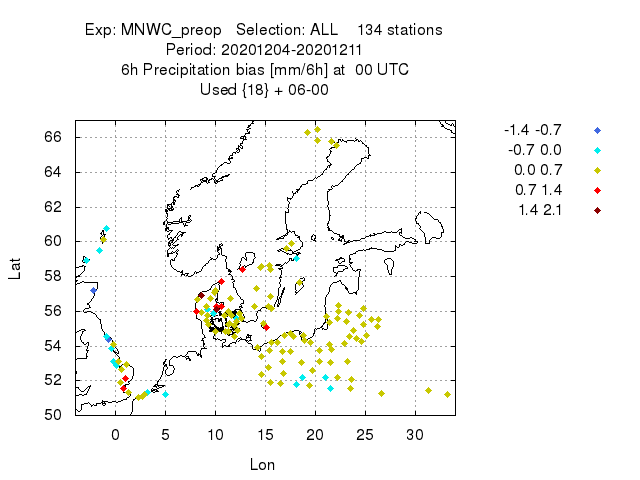 Exp: MNWC_preop   Selection: ALL    134 stations
Period: 20201204-20201211
6h Precipitation bias [mm/6h] at  00 UTC
Used {18} + 06-00
-1.4 -0.7
-0.7 0.0
0.0 0.7
0.7 1.4
1.4 2.1
66
64
62
60
58
56
54
52
50
Lat
0 5 10 15 20 25 30
Lon